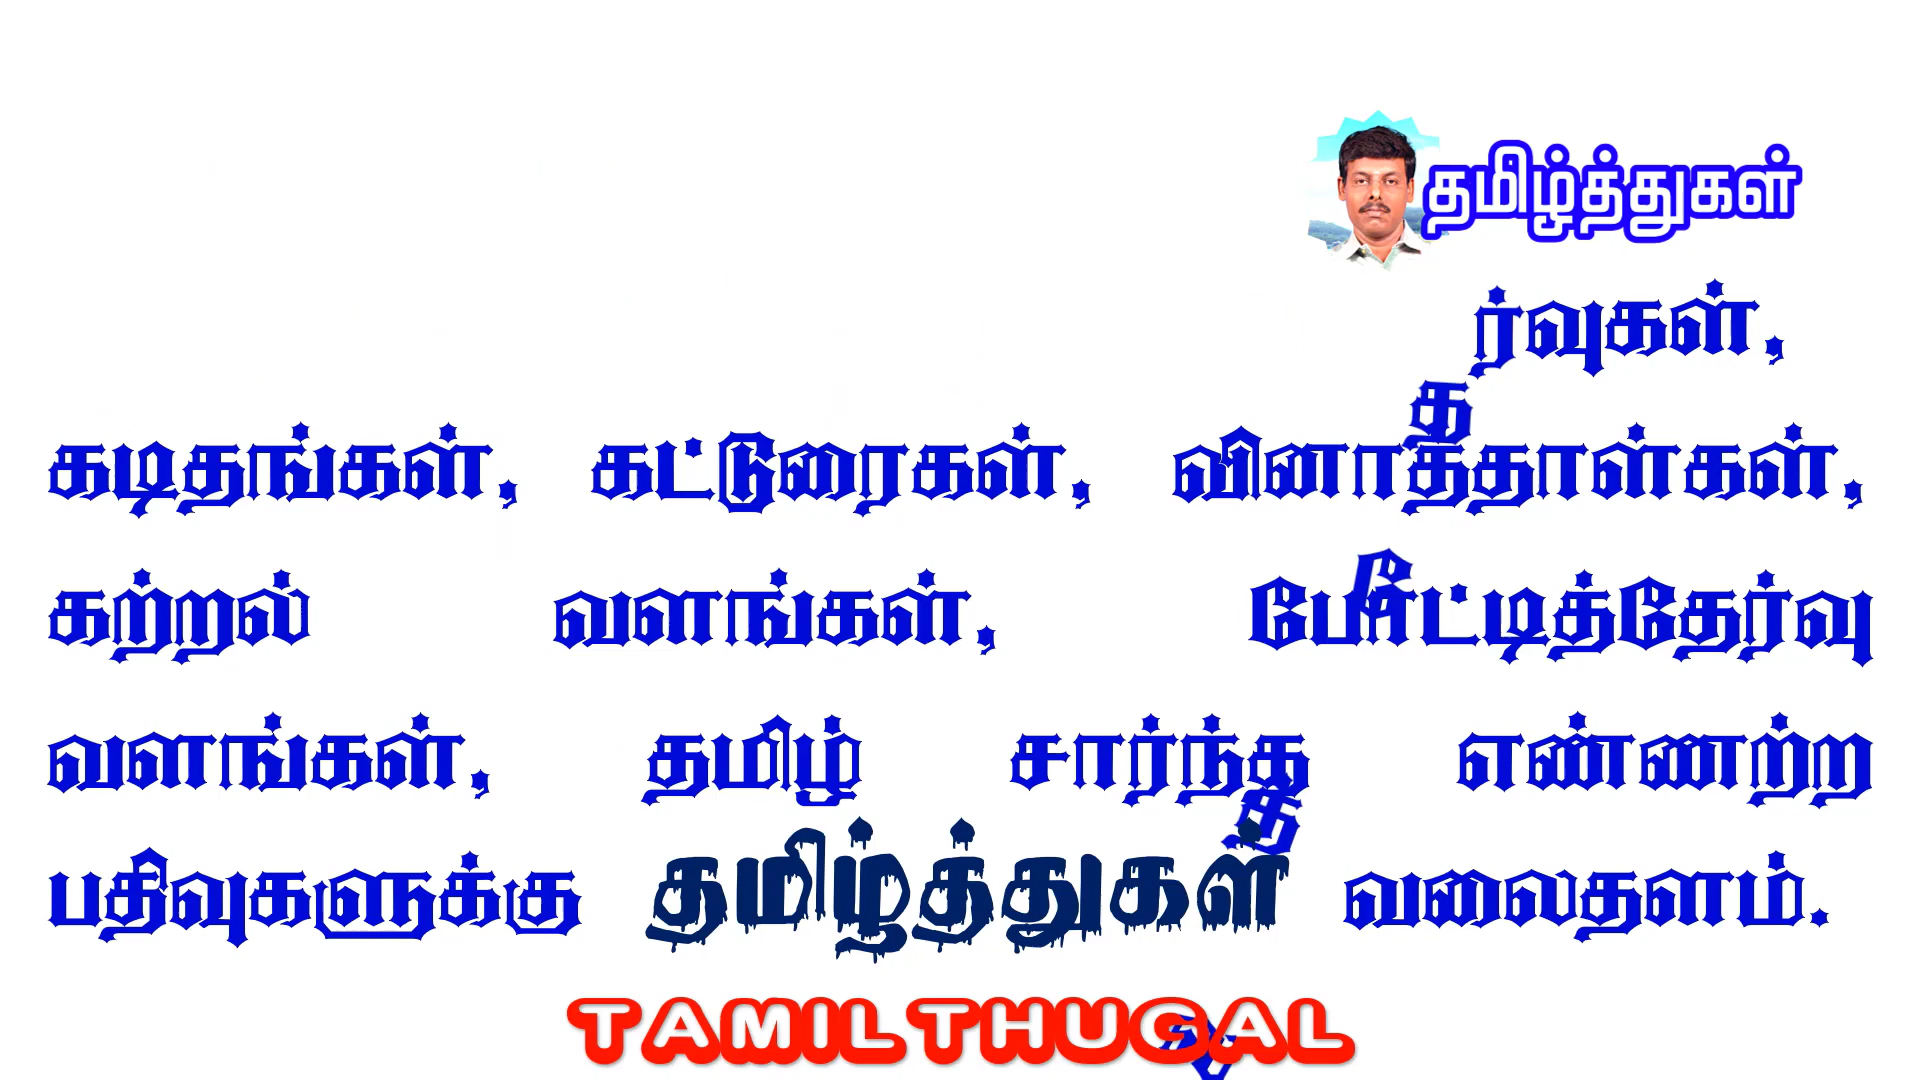 தமிழ்த்துகள்
ர்வுகள்,
கடிதங்கள், கட்டுரைகள், வினாத்தாள்கள்,
கற்றல் வளங்கள், போட்டித்தேர்வு
வளங்கள், தமிழ் சார்ந்த எண்ணற்ற
பதிவுகளுக்கு தமிழ்த்துகள் வலைதளம்.
TAMILTHUGAL